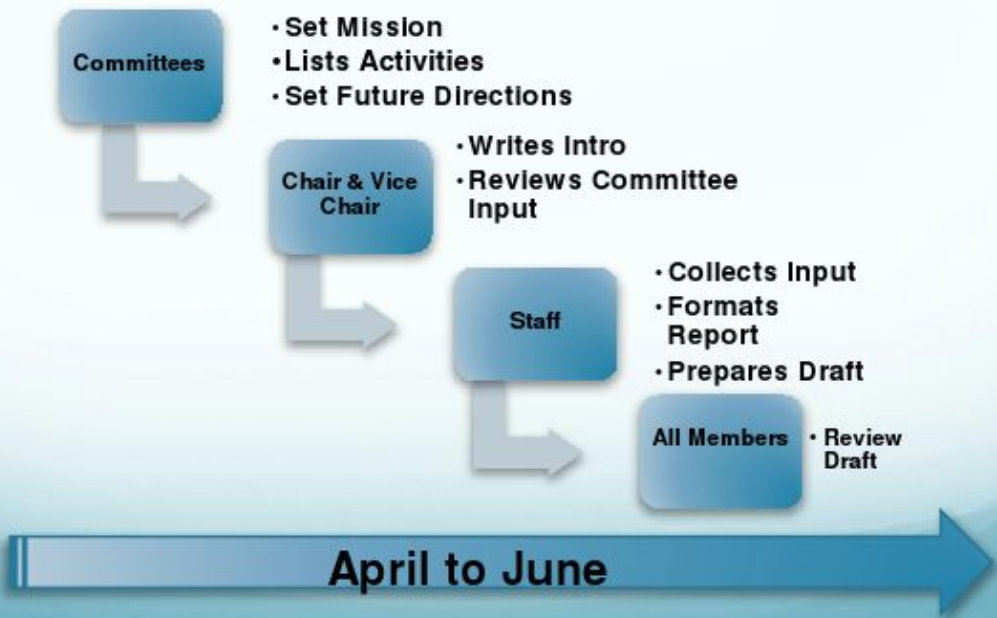 Committees
· Set Mission
• Lists Activities
· Set Future Directions
Chair & Vice
Chair
· Writes Intro
· Reviews Committee
Input
Staff
· Collects Input
· Formats
Report
· Prepares Draft
All Members
· Review
Draft
April to June